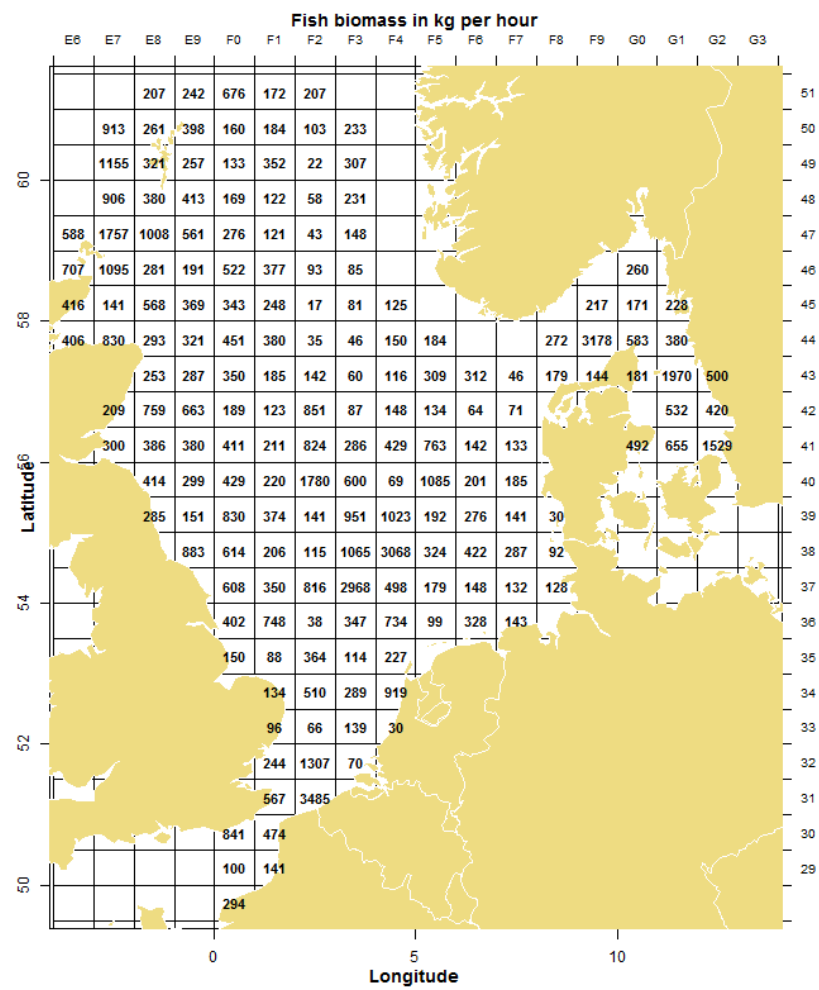 Fish biomass in kg per hour
E6 E7 E8 E9 F0 F1 F2 F3 F4 F5 F6 F7 F8 F9 G0 G1 G2 G3
207 242 676 172 207 51
913 261 398 160 184 103 233 50
1155 321 257 133 352 22 307 49
60
906 380 413 169 122 58 231 48
588 1757 1008 561 276 121 43 148 47
707 1095 281 191 522 377 93 85 260 46
416 141 568 369 343 248 17 81 125 217 171 228 45
58
406 830 293 321 451 380 35 46 150 184 272 3178 583 380 44
253 287 350 185 142 60 116 309 312 46 179 144 181 1970 500 43
209 759 663 189 123 851 87 148 134 64 71 532 420 42
300 386 380 411 211 824 286 429 763 142 133 492 655 1529 41
56
Latitude
414 299 429 220 1780 600 69 1085 201 185 40
285 151 830 374 141 951 1023 192 276 141 30 39
883 614 206 115 1065 3068 324 422 287 92 38
608 350 816 2968 498 179 148 132 128 37
54
402 748 38 347 734 99 328 143 36
150 88 364 114 227 35
134 510 289 919 34
96 66 139 30 33
52
244 1307 70 32
567 3485 31
841 474 30
100 141 29
50
294
0 5 10
Longitude